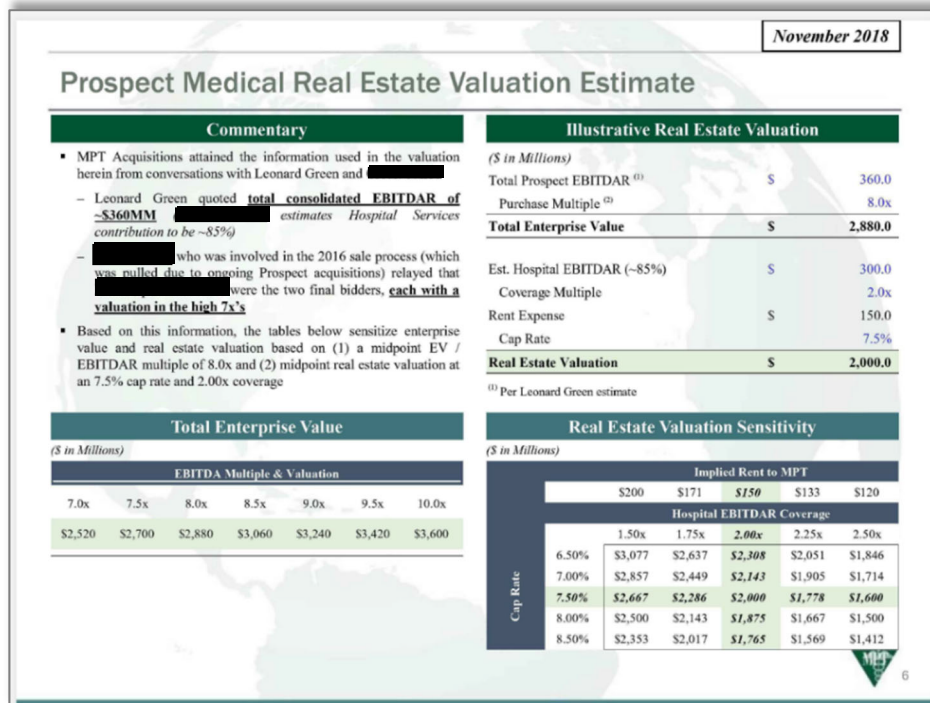 November 2018
Prospect Medical Real Estate Valuation Estimate
Commentary
▪ MPT Acquisitions attained the information used in the valuation
herein from conversations with Leonard Green and
– Leonard Green quoted total consolidated EBITDAR of
~$360MM ( estimates Hospital Services
contribution to be ~85%)
– who was involved in the 2016 sale process (which
was pulled due to ongoing Prospect acquisitions) relayed that
were the two final bidders, each with a
valuation in the high 7x's
▪ Based on this information, the tables below sensitize enterprise
value and real estate valuation based on (1) a midpoint EV /
EBITDAR multiple of 8.0x and (2) midpoint real estate valuation at
an 7.5% cap rate and 2.00x coverage
Illustrative Real Estate Valuation
($ in Millions)
Total Prospect EBITDAR (1) $ 360.0
Purchase Multiple (2) 8.0x
Total Enterprise Value $ 2,880.0
Est. Hospital EBITDAR (~85%) $ 300.0
Coverage Multiple 2.0x
Rent Expense $ 150.0
Cap Rate 7.5%
Real Estate Valuation $ 2,000.0
(1) Per Leonard Green estimate
Total Enterprise Value
($ in Millions)
EBITDA Multiple & Valuation
7.0x 7.5x 8.0x 8.5x 9.0x 9.5x 10.0x
$2,520 $2,700 $2,880 $3,060 $3,240 $3,420 $3,600
Real Estate Valuation Sensitivity
($ in Millions)
Implied Rent to MPT
$200 $171 $150 $133 $120
Hospital EBITDAR Coverage
1.50x 1.75x 2.00x 2.25x 2.50x
Cap Rate
6.50% $3,077 $2,637 $2,308 $2,051 $1,846
7.00% $2,857 $2,449 $2,143 $1,905 $1,714
7.50% $2,667 $2,286 $2,000 $1,778 $1,600
8.00% $2,500 $2,143 $1,875 $1,667 $1,500
8.50% $2,353 $2,017 $1,765 $1,569 $1,412
MPT
6